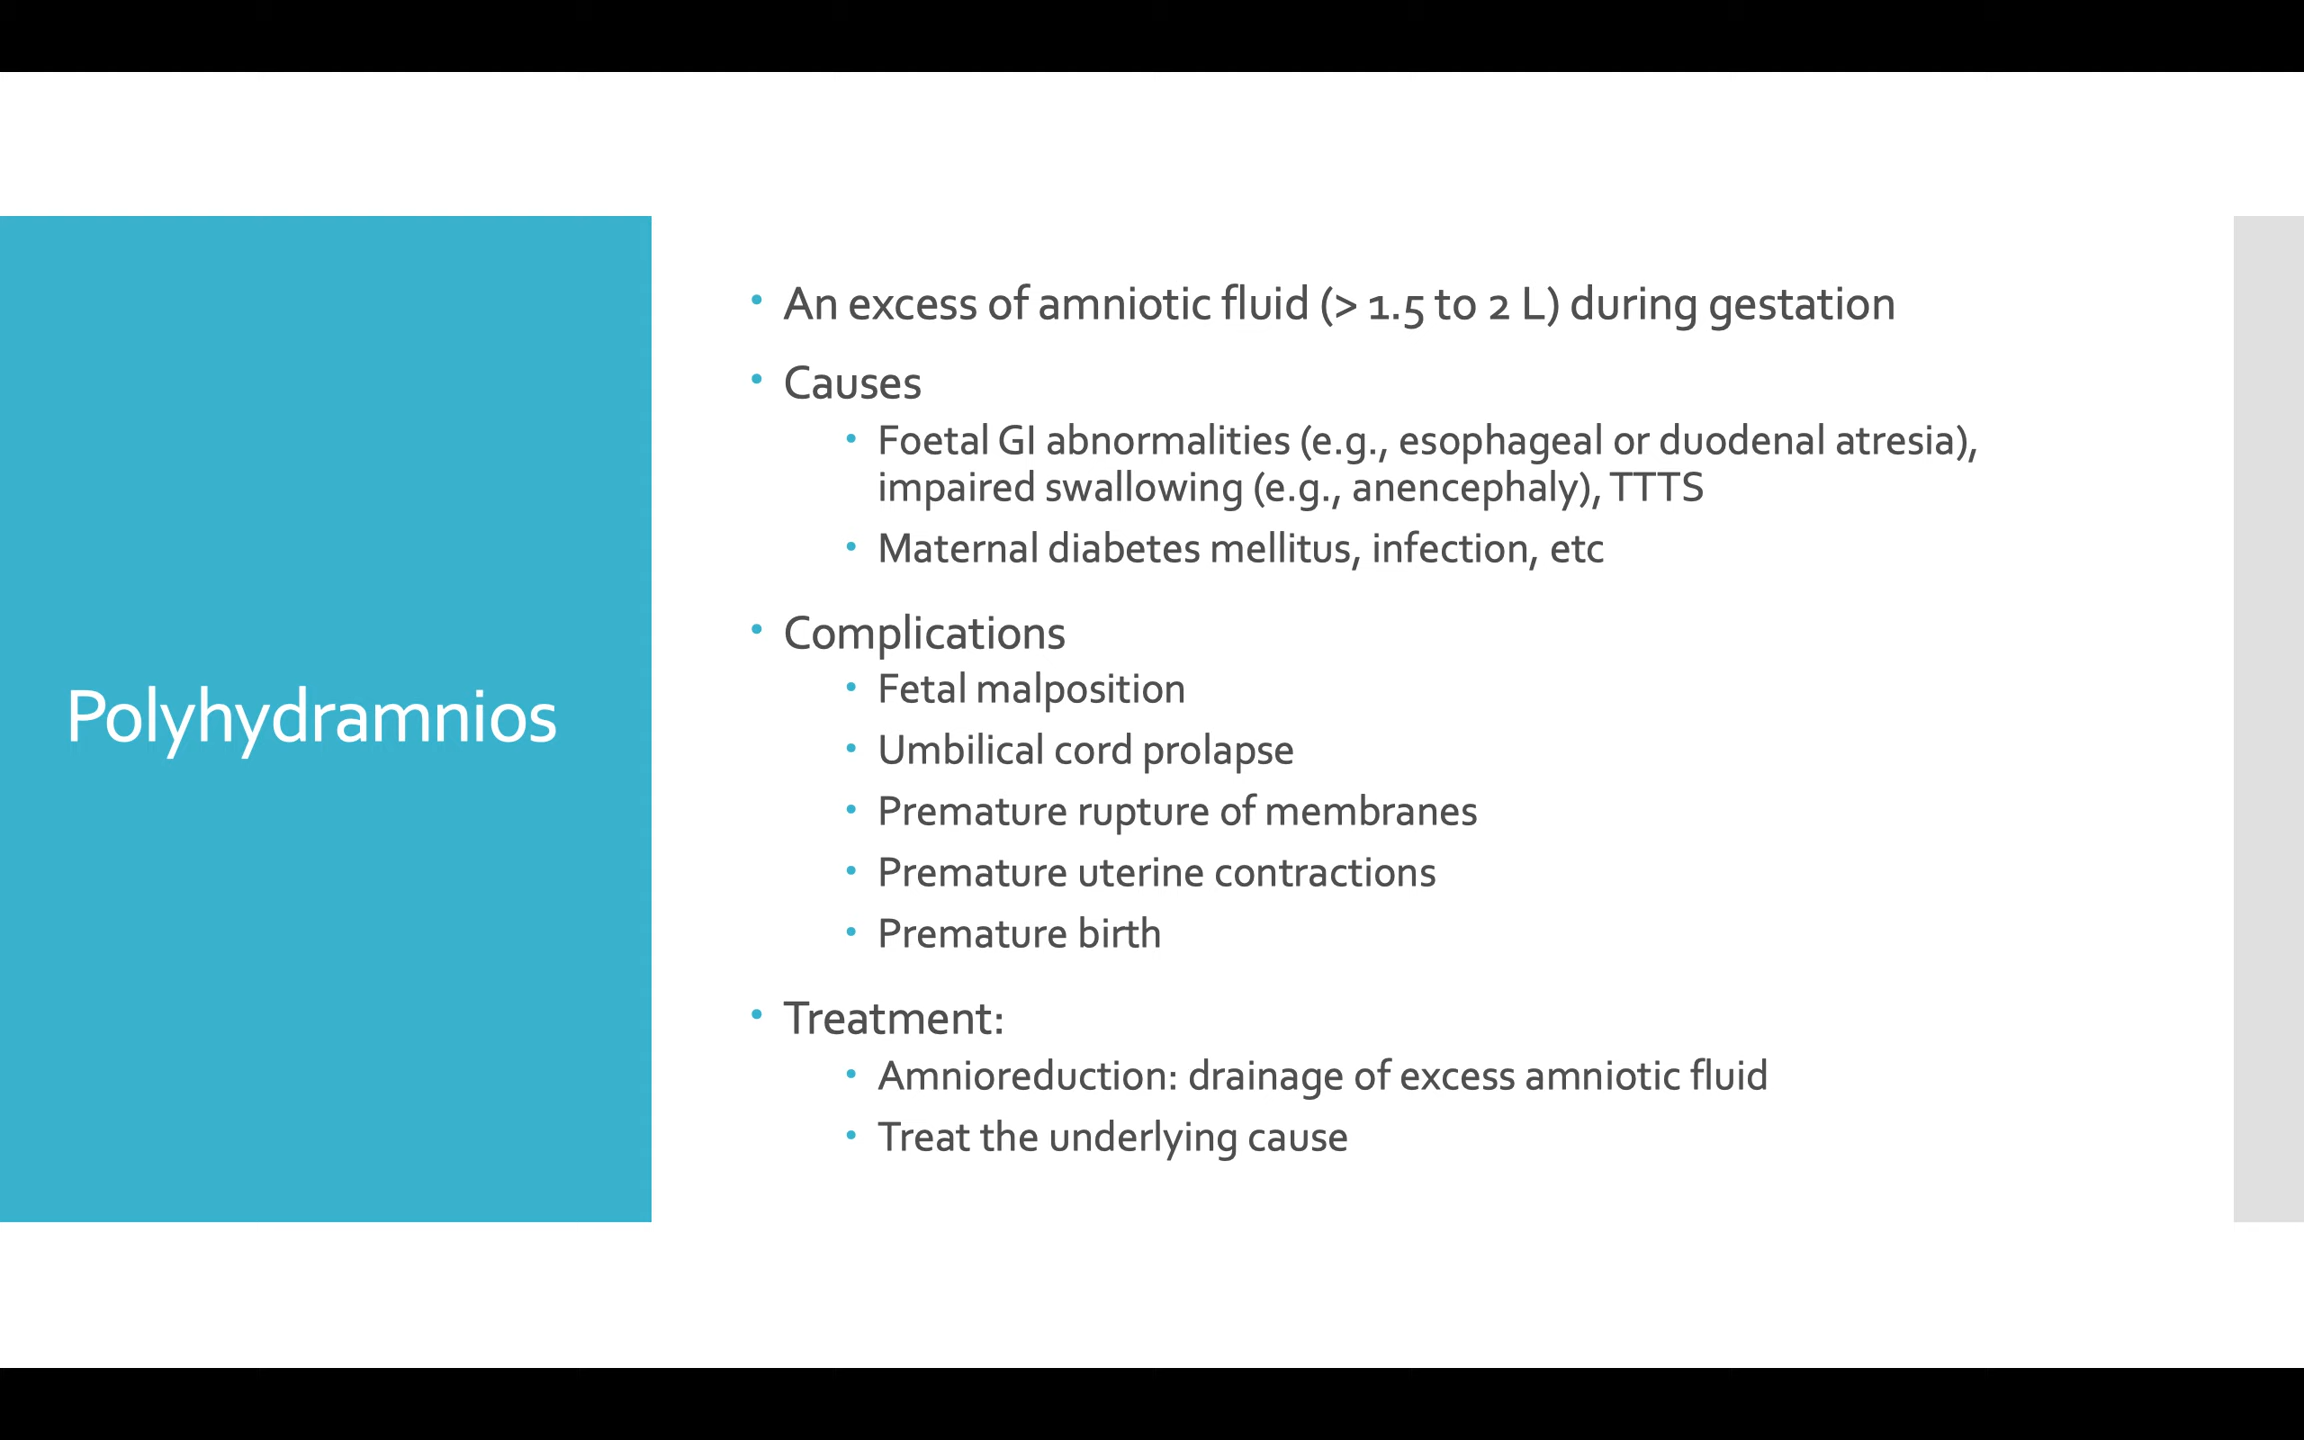 Polyhydramnios
• An excess of amniotic fluid (> 1.5 to 2 L) during gestation
• Causes
• Foetal GI abnormalities (e.g., esophageal or duodenal atresia),
impaired swallowing (e.g., anencephaly), TTTS
• Maternal diabetes mellitus, infection, etc
• Complications
• Fetal malposition
• Umbilical cord prolapse
• Premature rupture of membranes
• Premature uterine contractions
• Premature birth
• Treatment:
• Amnioreduction: drainage of excess amniotic fluid
• Treat the underlying cause